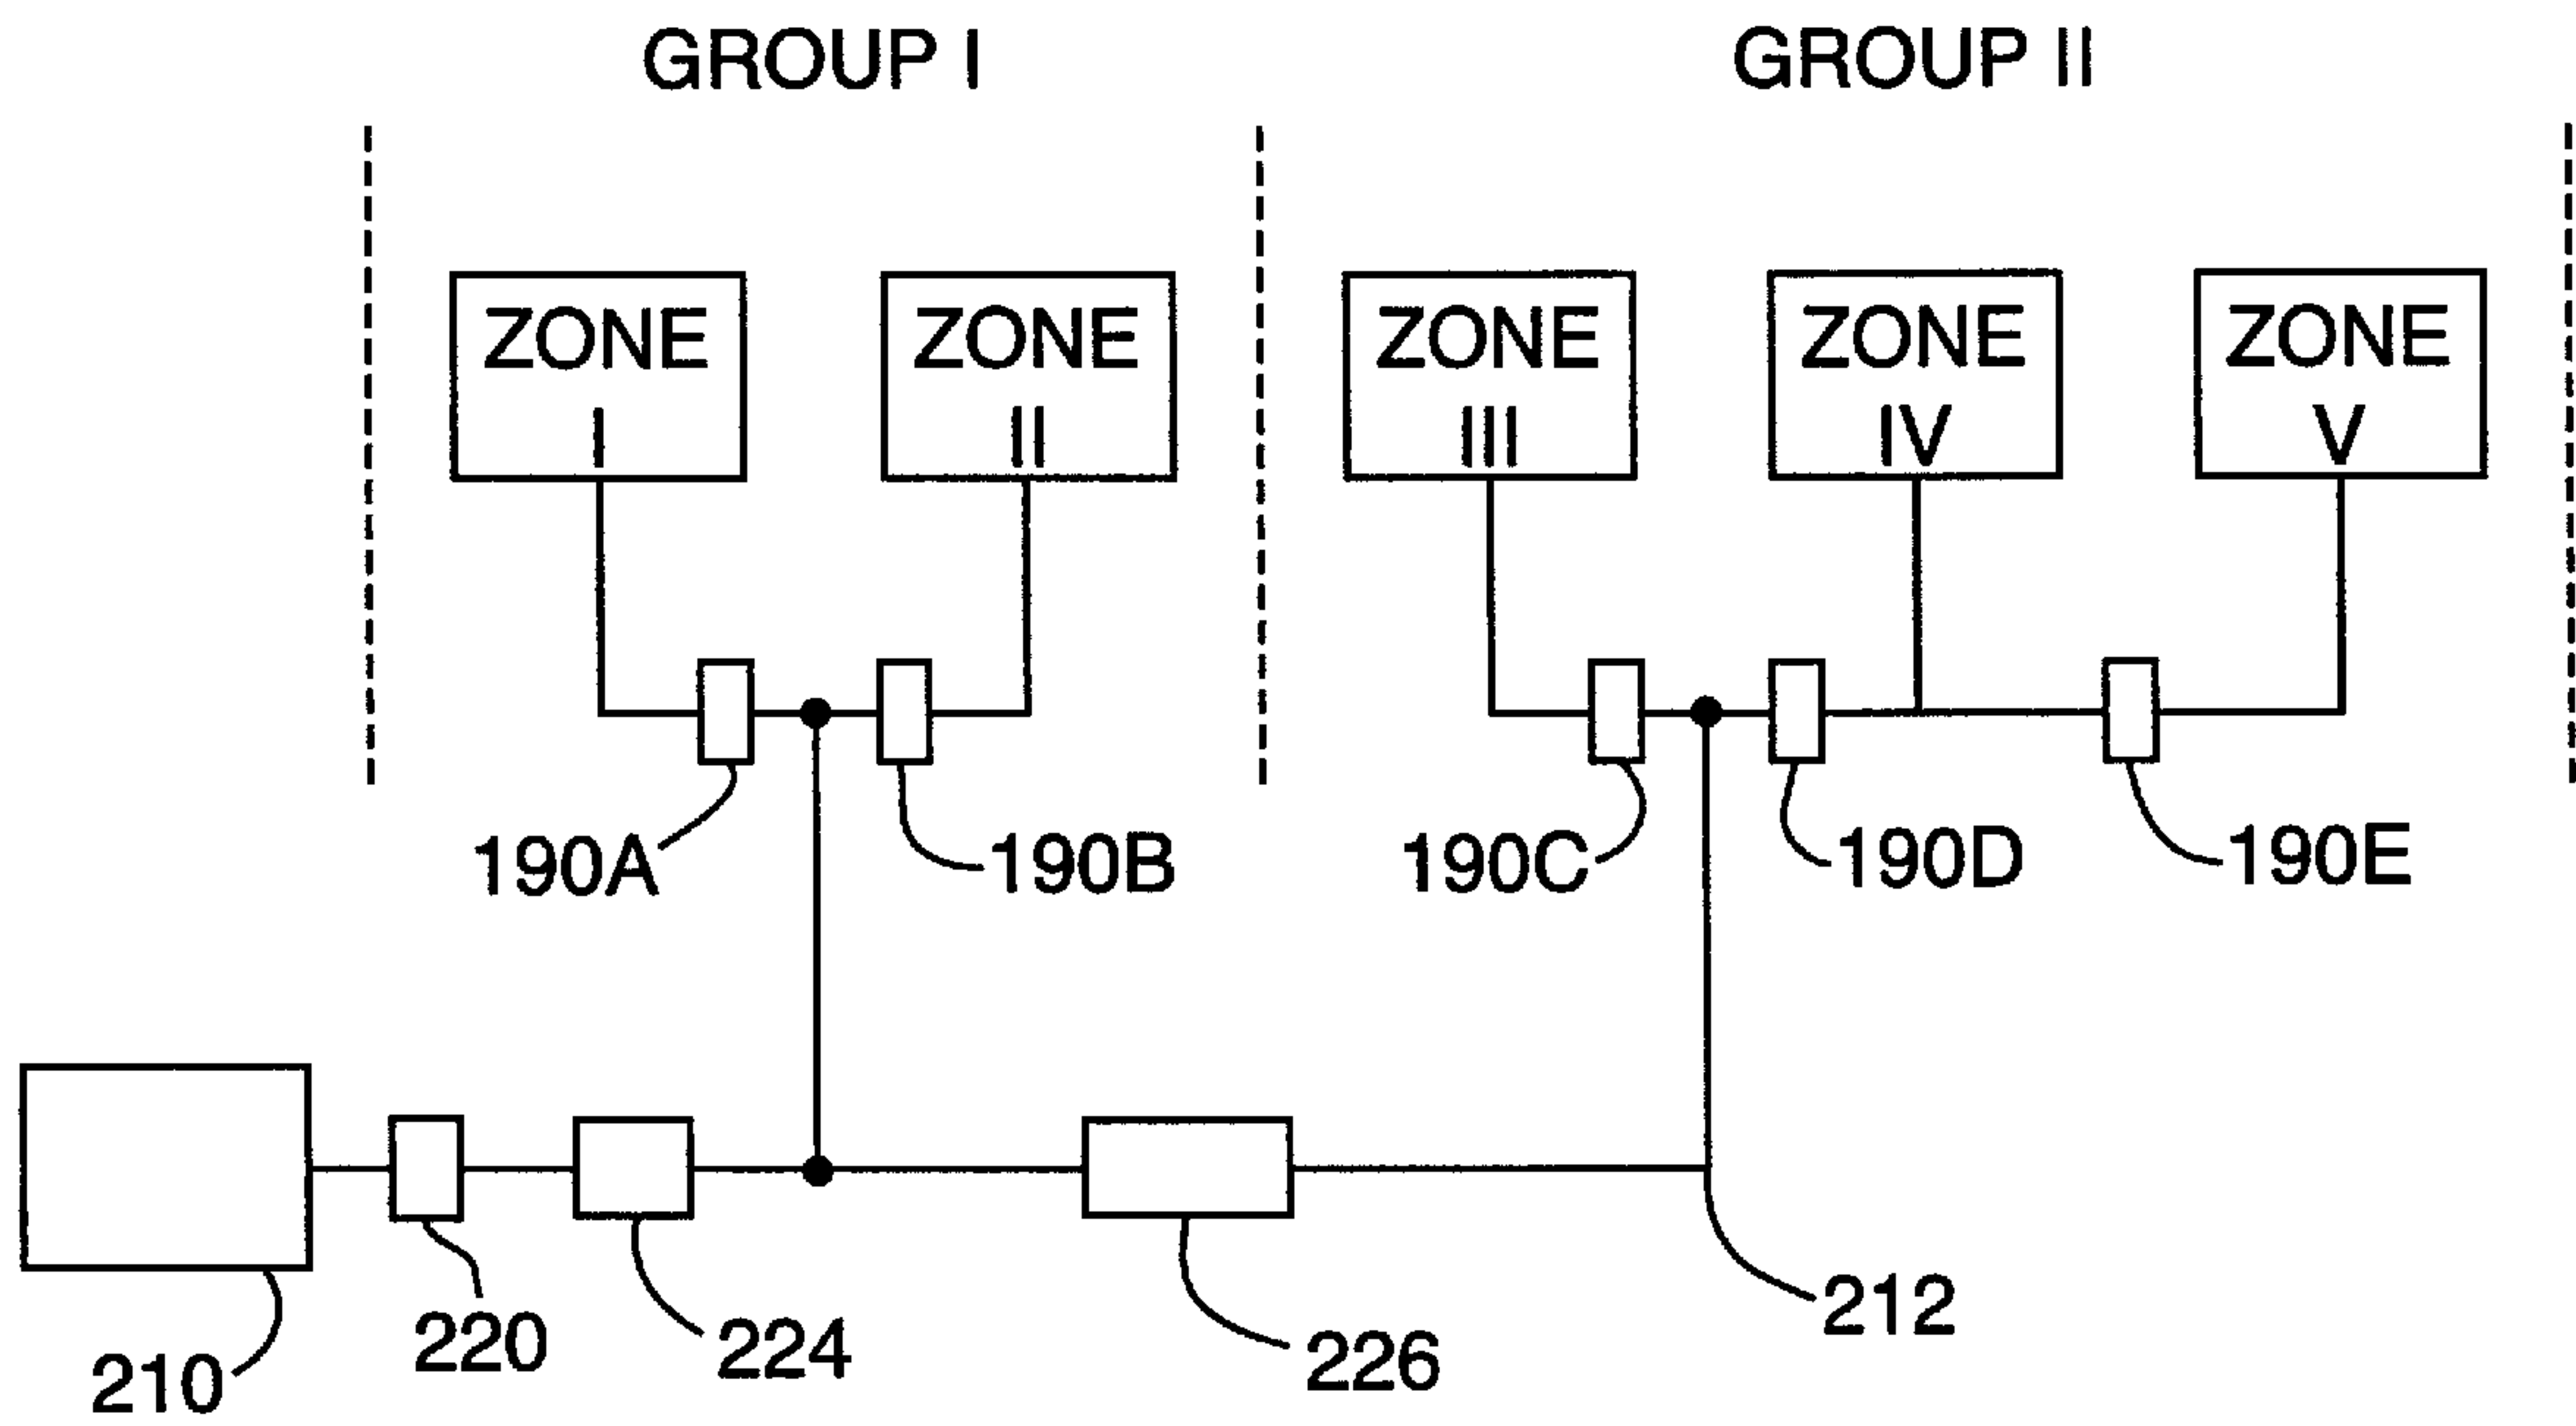 GROUP I
GROUP II
ZONE
I
ZONE
II
ZONE
III
ZONE
IV
ZONE
V
190A
190B
190C
190D
190E
210
220
224
226
212